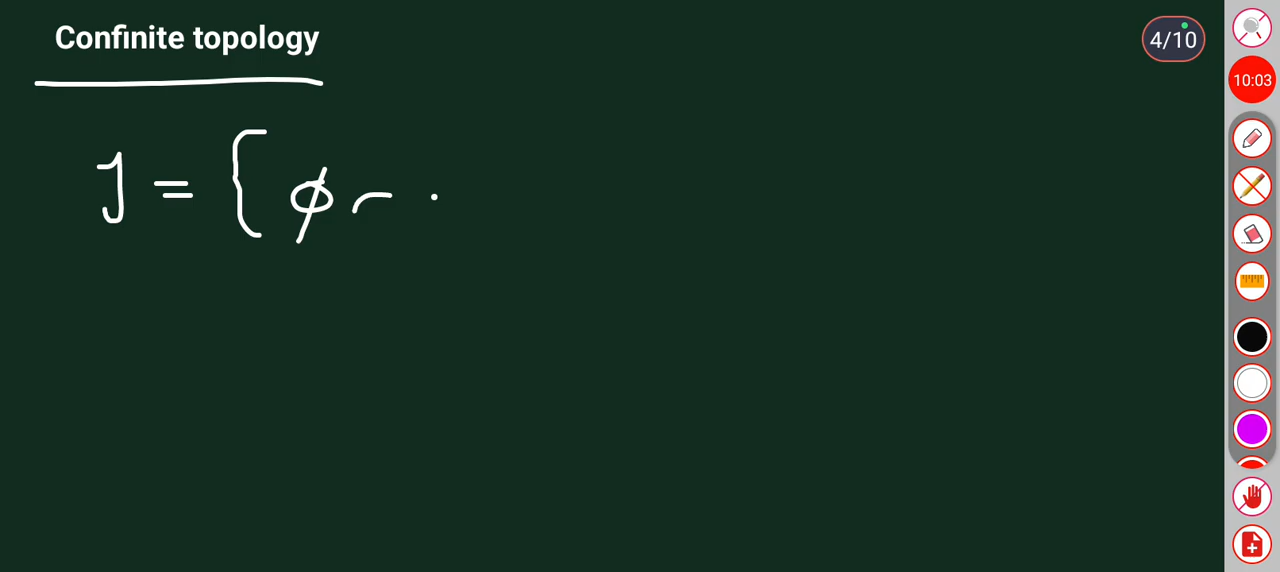 Confinite topology
4/10
10:03
J = { ϕ